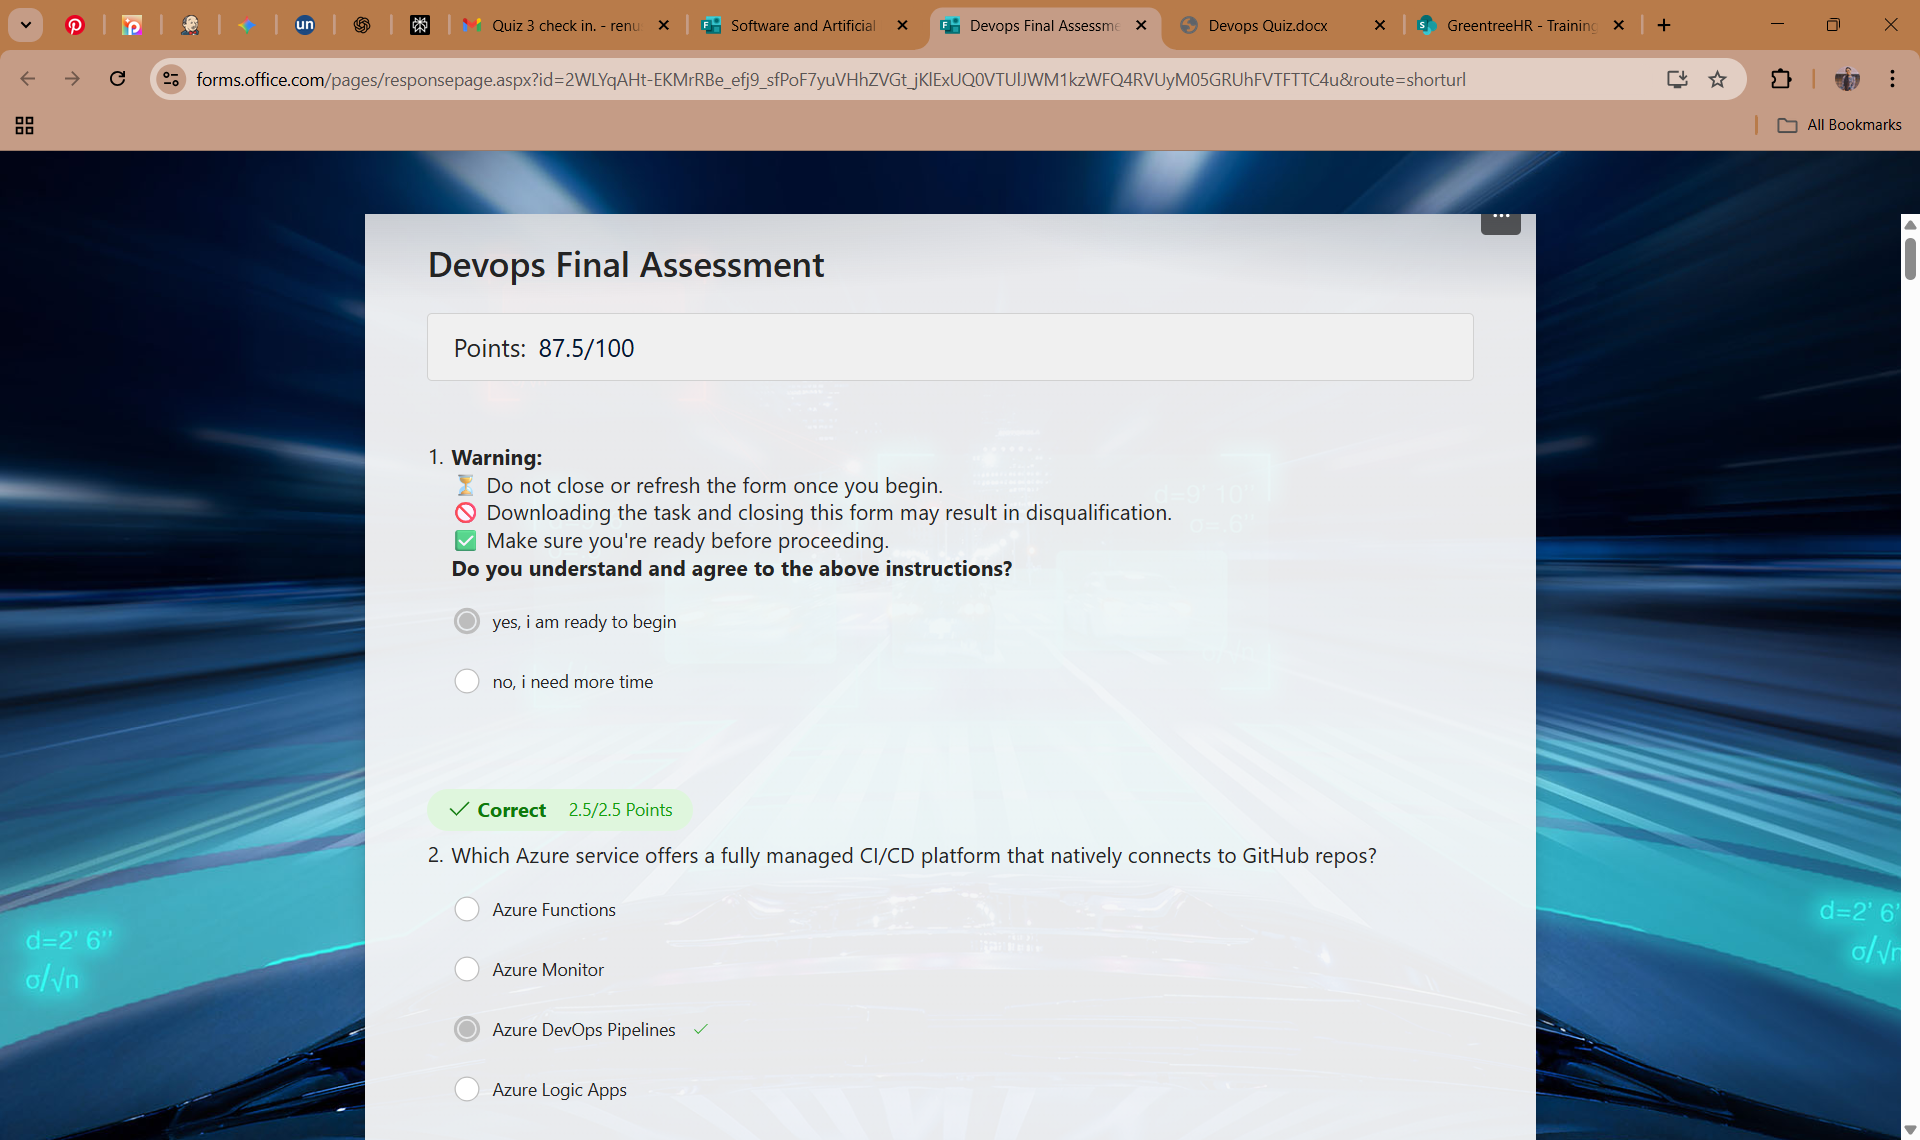 Quiz 3 check in. - renu
Software and Artificial
Devops Final Assessme
Devops Quiz.docx
GreentreeHR - Training
forms.office.com/pages/responsepage.aspx?id=2WLYqAHt-EKMrRBe_efj9_sfPoF7yuVHhZVGt_jKlExUQ0VTUlJWM1kzWFQ4RVUyM05GRUhFVTFTTC4u&route=shorturl
All Bookmarks
Devops Final Assessment
Points: 87.5/100
1. Warning:
⏳ Do not close or refresh the form once you begin.
🚫 Downloading the task and closing this form may result in disqualification.
✅ Make sure you're ready before proceeding.
Do you understand and agree to the above instructions?
yes, i am ready to begin
no, i need more time
Correct 2.5/2.5 Points
2. Which Azure service offers a fully managed CI/CD platform that natively connects to GitHub repos?
Azure Functions
Azure Monitor
Azure DevOps Pipelines
Azure Logic Apps
d=2' 6"
σ/√n
d=2' 6'
σ/√n
d=9' 10"